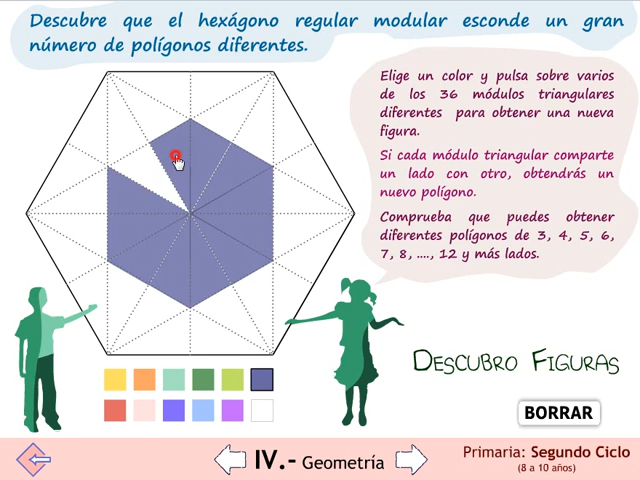 Descubre que el hexágono regular modular esconde un gran
número de polígonos diferentes.
Elige un color y pulsa sobre varios
de los 36 módulos triangulares
diferentes para obtener una nueva
figura.
Si cada módulo triangular comparte
un lado con otro, obtendrás un
nuevo polígono.
Comprueba que puedes obtener
diferentes polígonos de 3, 4, 5, 6,
7, 8, ...., 12 y más lados.
DESCUBRO FIGURAS
BORRAR
IV.- Geometría
Primaria: Segundo Ciclo
(8 a 10 años)